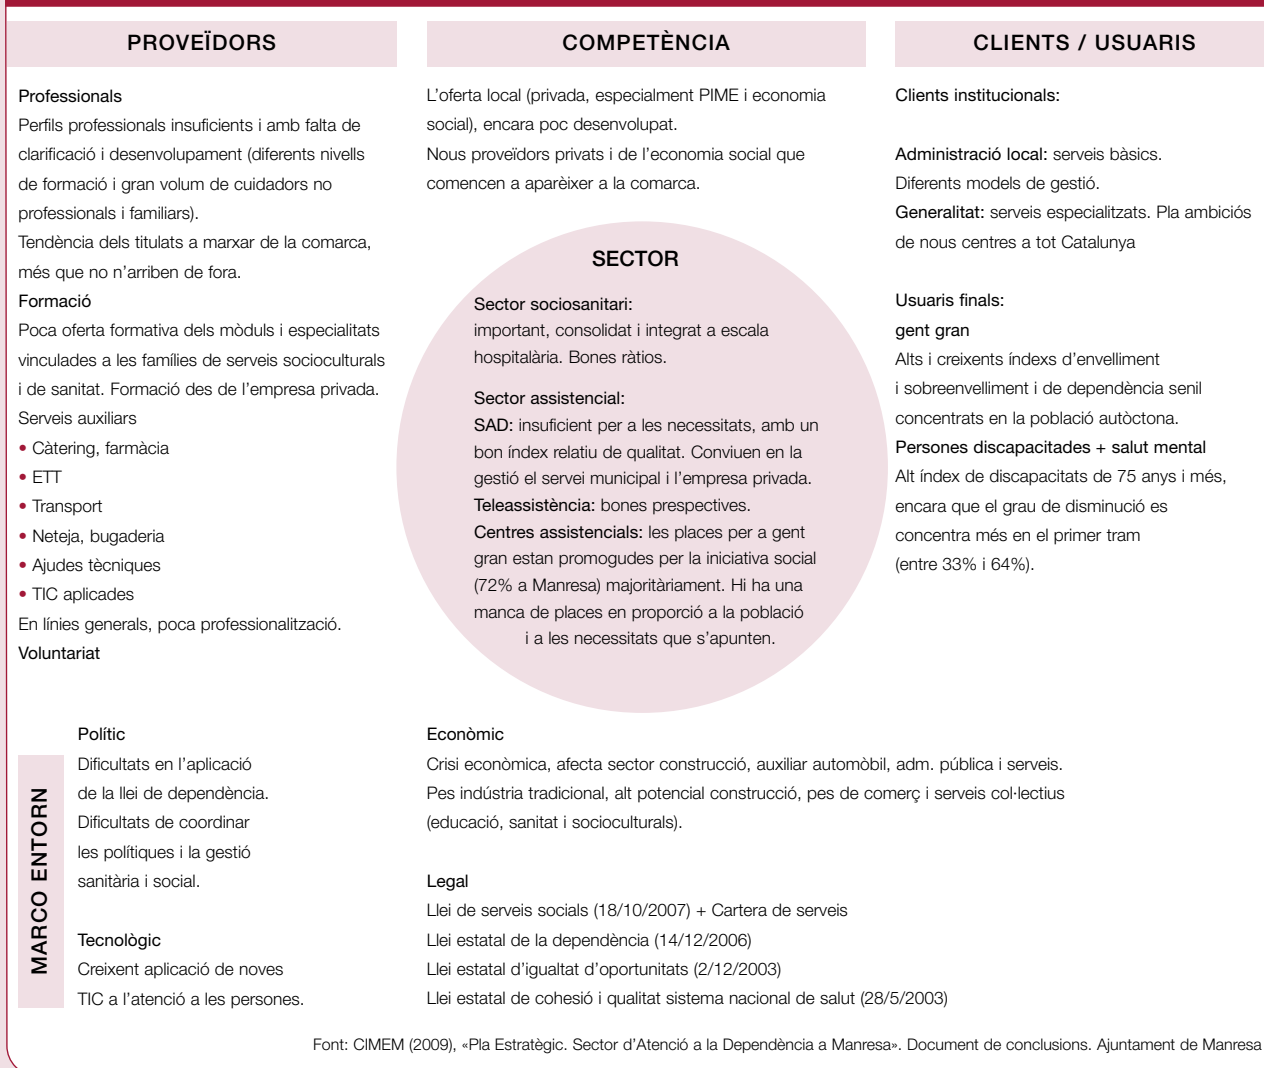 PROVEÏDORS
Professionals
Perfils professionals insuficients i amb falta de
clarificació i desenvolupament (diferents nivells
de formació i gran volum de cuidadors no
professionals i familiars).
Tendència dels titulats a marxar de la comarca,
més que no n'arriben de fora.
Formació
Poca oferta formativa dels mòduls i especialitats
vinculades a les famílies de serveis socioculturals
i de sanitat. Formació des de l'empresa privada.
Serveis auxiliars
• Càtering, farmàcia
• ETT
• Transport
• Neteja, bugaderia
• Ajudes tècniques
• TIC aplicades
En línies generals, poca professionalització.
Voluntariat
COMPETÈNCIA
L'oferta local (privada, especialment PIME i economia
social), encara poc desenvolupat.
Nous proveïdors privats i de l'economia social que
comencen a aparèixer a la comarca.
SECTOR
Sector sociosanitari:
important, consolidat i integrat a escala
hospitalària. Bones ràtios.
Sector assistencial:
SAD: insuficient per a les necessitats, amb un
bon índex relatiu de qualitat. Conviuen en la
gestió el servei municipal i l'empresa privada.
Teleassistència: bones prespectives.
Centres assistencials: les places per a gent
gran estan promogudes per la iniciativa social
(72% a Manresa) majoritàriament. Hi ha una
manca de places en proporció a la població
i a les necessitats que s'apunten.
CLIENTS / USUARIS
Clients institucionals:
Administració local: serveis bàsics.
Diferents models de gestió.
Generalitat: serveis especialitzats. Pla ambiciós
de nous centres a tot Catalunya
Usuaris finals:
gent gran
Alts i creixents índexs d'envelliment
i sobreenvelliment i de dependència senil
concentrats en la població autòctona.
Persones discapacitades + salut mental
Alt índex de discapacitats de 75 anys i més,
encara que el grau de disminució es
concentra més en el primer tram
(entre 33% i 64%).
MARCO ENTORN
Polític
Dificultats en l'aplicació
de la llei de dependència.
Dificultats de coordinar
les polítiques i la gestió
sanitària i social.
Tecnològic
Creixent aplicació de noves
TIC a l'atenció a les persones.
Econòmic
Crisi econòmica, afecta sector construcció, auxiliar automòbil, adm. pública i serveis.
Pes indústria tradicional, alt potencial construcció, pes de comerç i serveis col·lectius
(educació, sanitat i socioculturals).
Legal
Llei de serveis socials (18/10/2007) + Cartera de serveis
Llei estatal de la dependència (14/12/2006)
Llei estatal d'igualtat d'oportunitats (2/12/2003)
Llei estatal de cohesió i qualitat sistema nacional de salut (28/5/2003)
Font: CIMEM (2009), «Pla Estratègic. Sector d'Atenció a la Dependència a Manresa». Document de conclusions. Ajuntament de Manresa